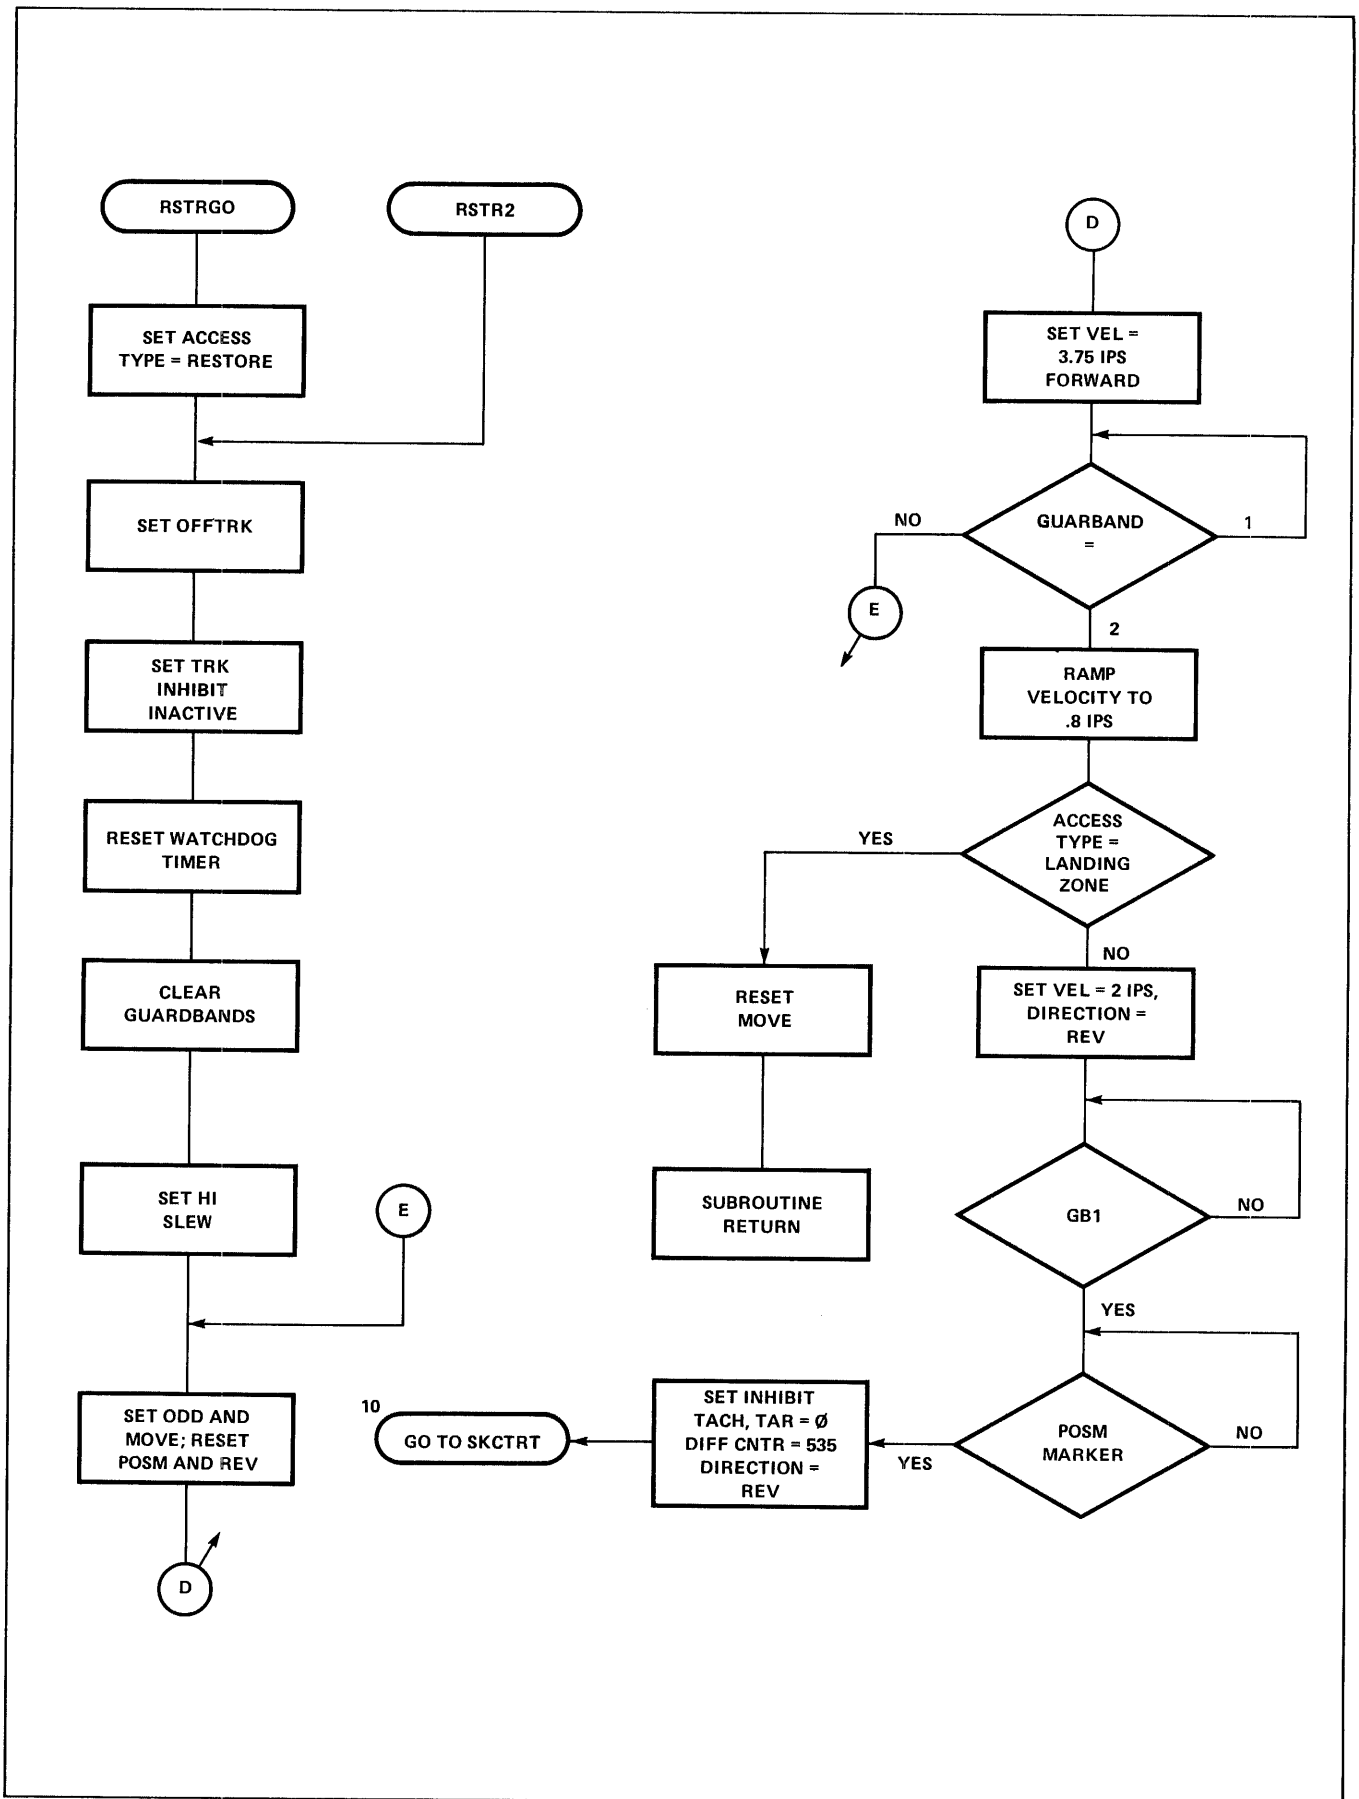 RSTRGO
RSTR2
SET ACCESS
TYPE = RESTORE
SET OFFTRK
SET TRK
INHIBIT
INACTIVE
RESET WATCHDOG
TIMER
CLEAR
GUARDBANDS
SET HI
SLEW
E
SET ODD AND
MOVE; RESET
POSM AND REV
D
D
SET VEL =
3.75 IPS
FORWARD
GUARBAND
=
NO
1
E
2
RAMP
VELOCITY TO
.8 IPS
ACCESS
TYPE =
LANDING
ZONE
YES
NO
RESET
MOVE
SUBROUTINE
RETURN
SET VEL = 2 IPS,
DIRECTION =
REV
GB1
NO
YES
POSM
MARKER
NO
YES
SET INHIBIT
TACH, TAR = Ø
DIFF CNTR = 535
DIRECTION =
REV
10
GO TO SKCTRT